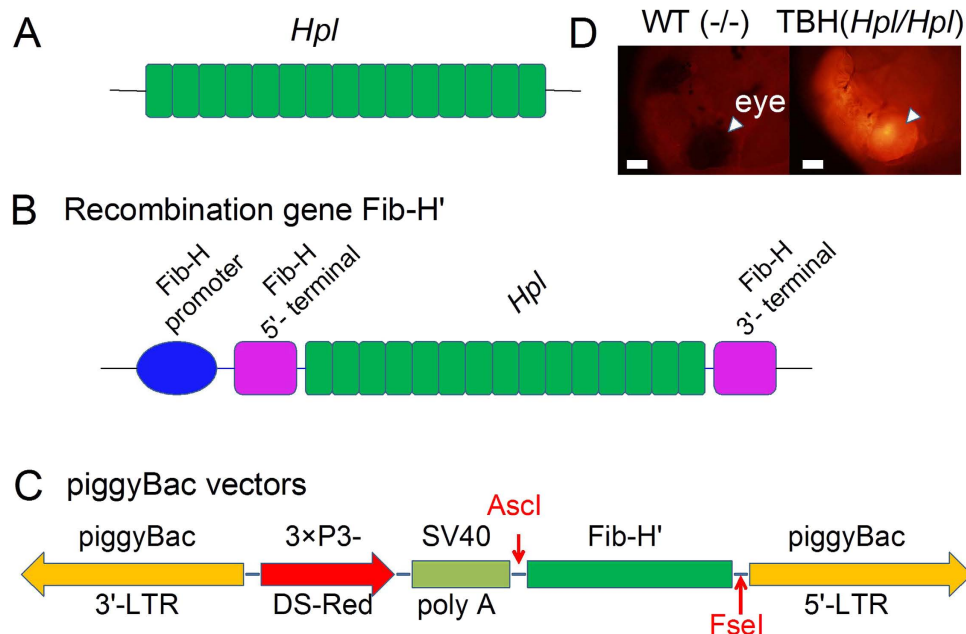 A
Hpl
D
WT (-/-) TBH(Hpl/Hpl)
eye
B Recombination gene Fib-H'
Fib-H
promoter
Fib-H
5'- terminal
Hpl
Fib-H
3'- terminal
C piggyBac vectors
AscI
piggyBac 3×P3- SV40 Fib-H' piggyBac
3'-LTR DS-Red poly A FseI 5'-LTR